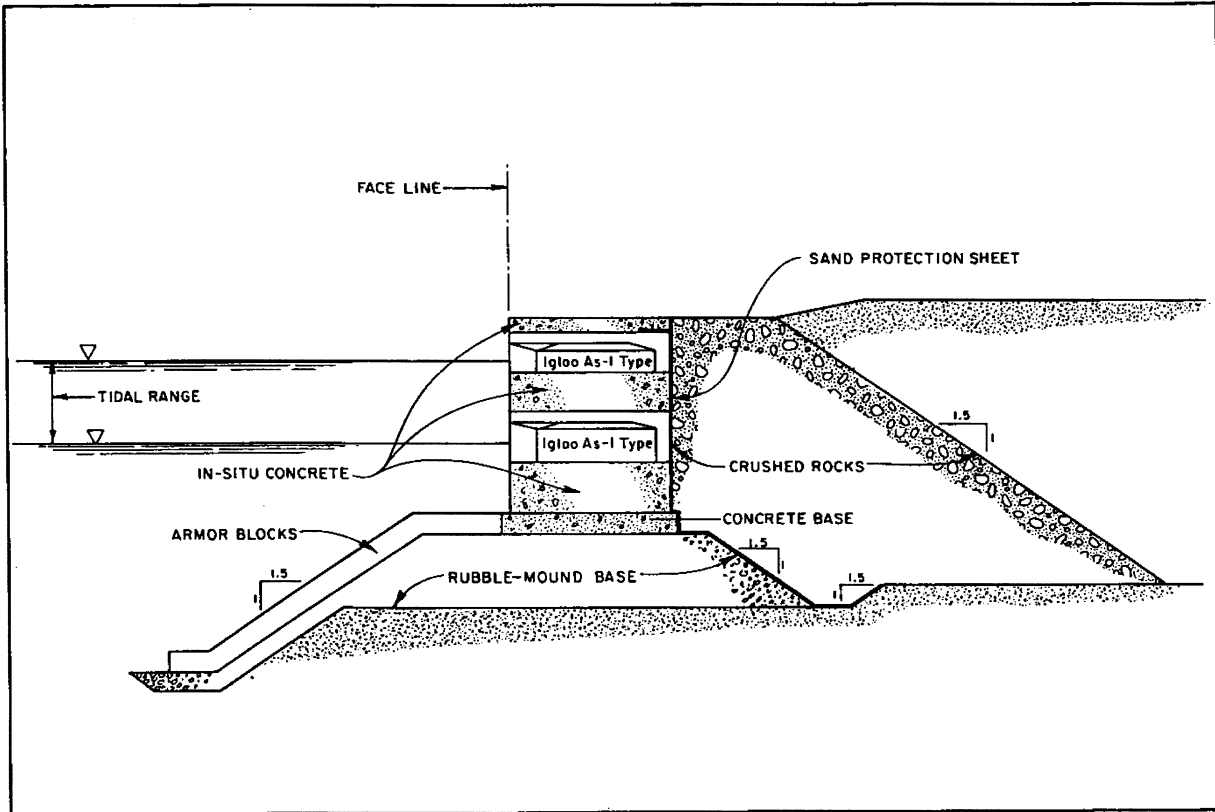 FACE LINE
SAND PROTECTION SHEET
Igloo As-I Type
TIDAL RANGE
1.5
1
Igloo As-I Type
IN-SITU CONCRETE
CRUSHED ROCKS
CONCRETE BASE
ARMOR BLOCKS
1.5
1
1.5
1
RUBBLE-MOUND BASE
1.5
1